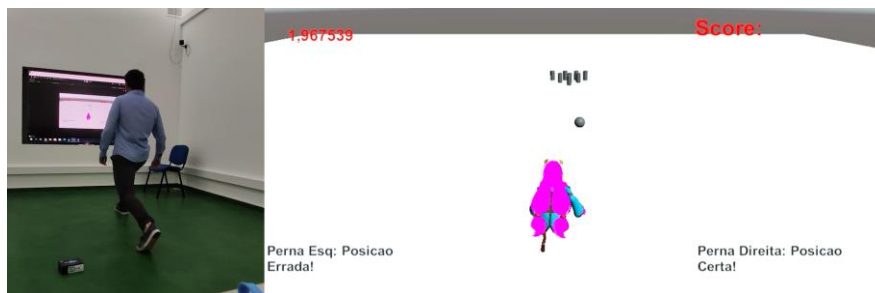 1,967539
Score:
Perna Esq: Posicao
Errada!
Perna Direita: Posicao
Certa!